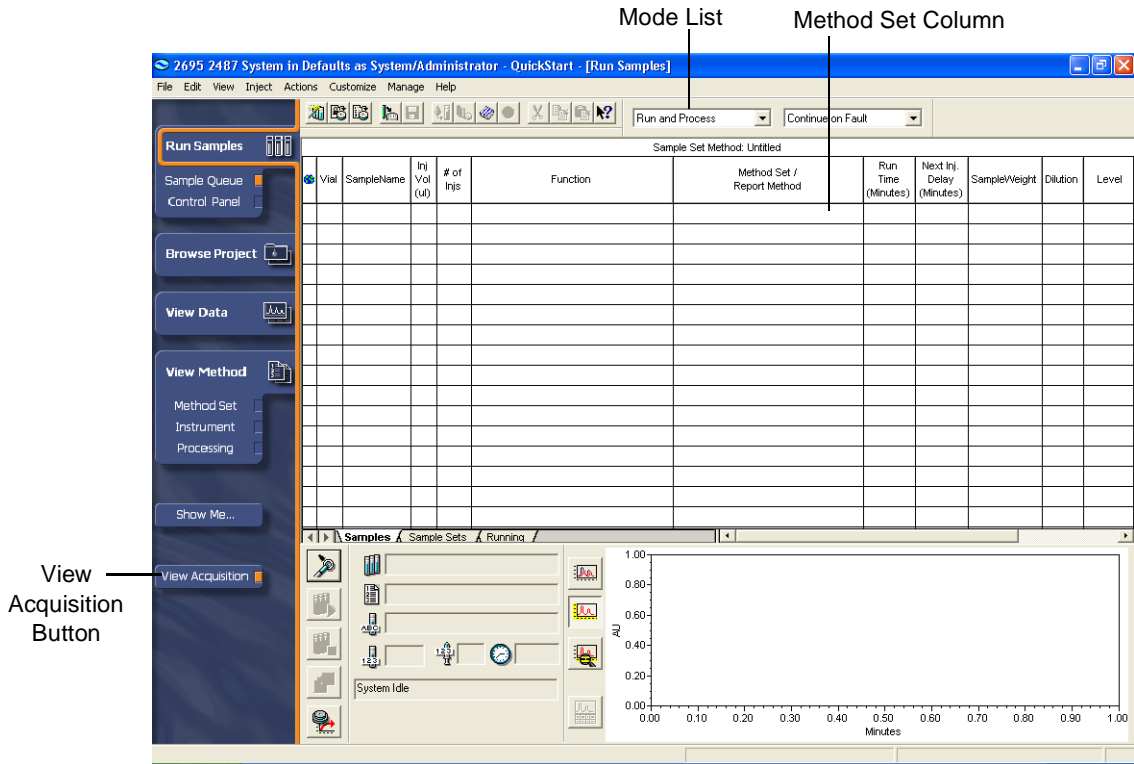 Mode List
Method Set Column
2695 2487 System in Defaults as System/Administrator - QuickStart - [Run Samples]
File Edit View Inject Actions Customize Manage Help
Run and Process
Continue on Fault
Run Samples
Sample Queue
Control Panel
Browse Project
View Data
View Method
Method Set
Instrument
Processing
Show Me...
View Acquisition
View
Acquisition
Button
Sample Set Method: Untitled
Vial
SampleName
Inj
Vol
(ul)
# of
Injs
Function
Method Set /
Report Method
Run
Time
(Minutes)
Next Inj.
Delay
(Minutes)
SampleWeight
Dilution
Level
Samples Sample Sets Running
ABC
123
123
System Idle
AU
1.00
0.80
0.60
0.40
0.20
0.00
0.00 0.10 0.20 0.30 0.40 0.50 0.60 0.70 0.80 0.90 1.00
Minutes